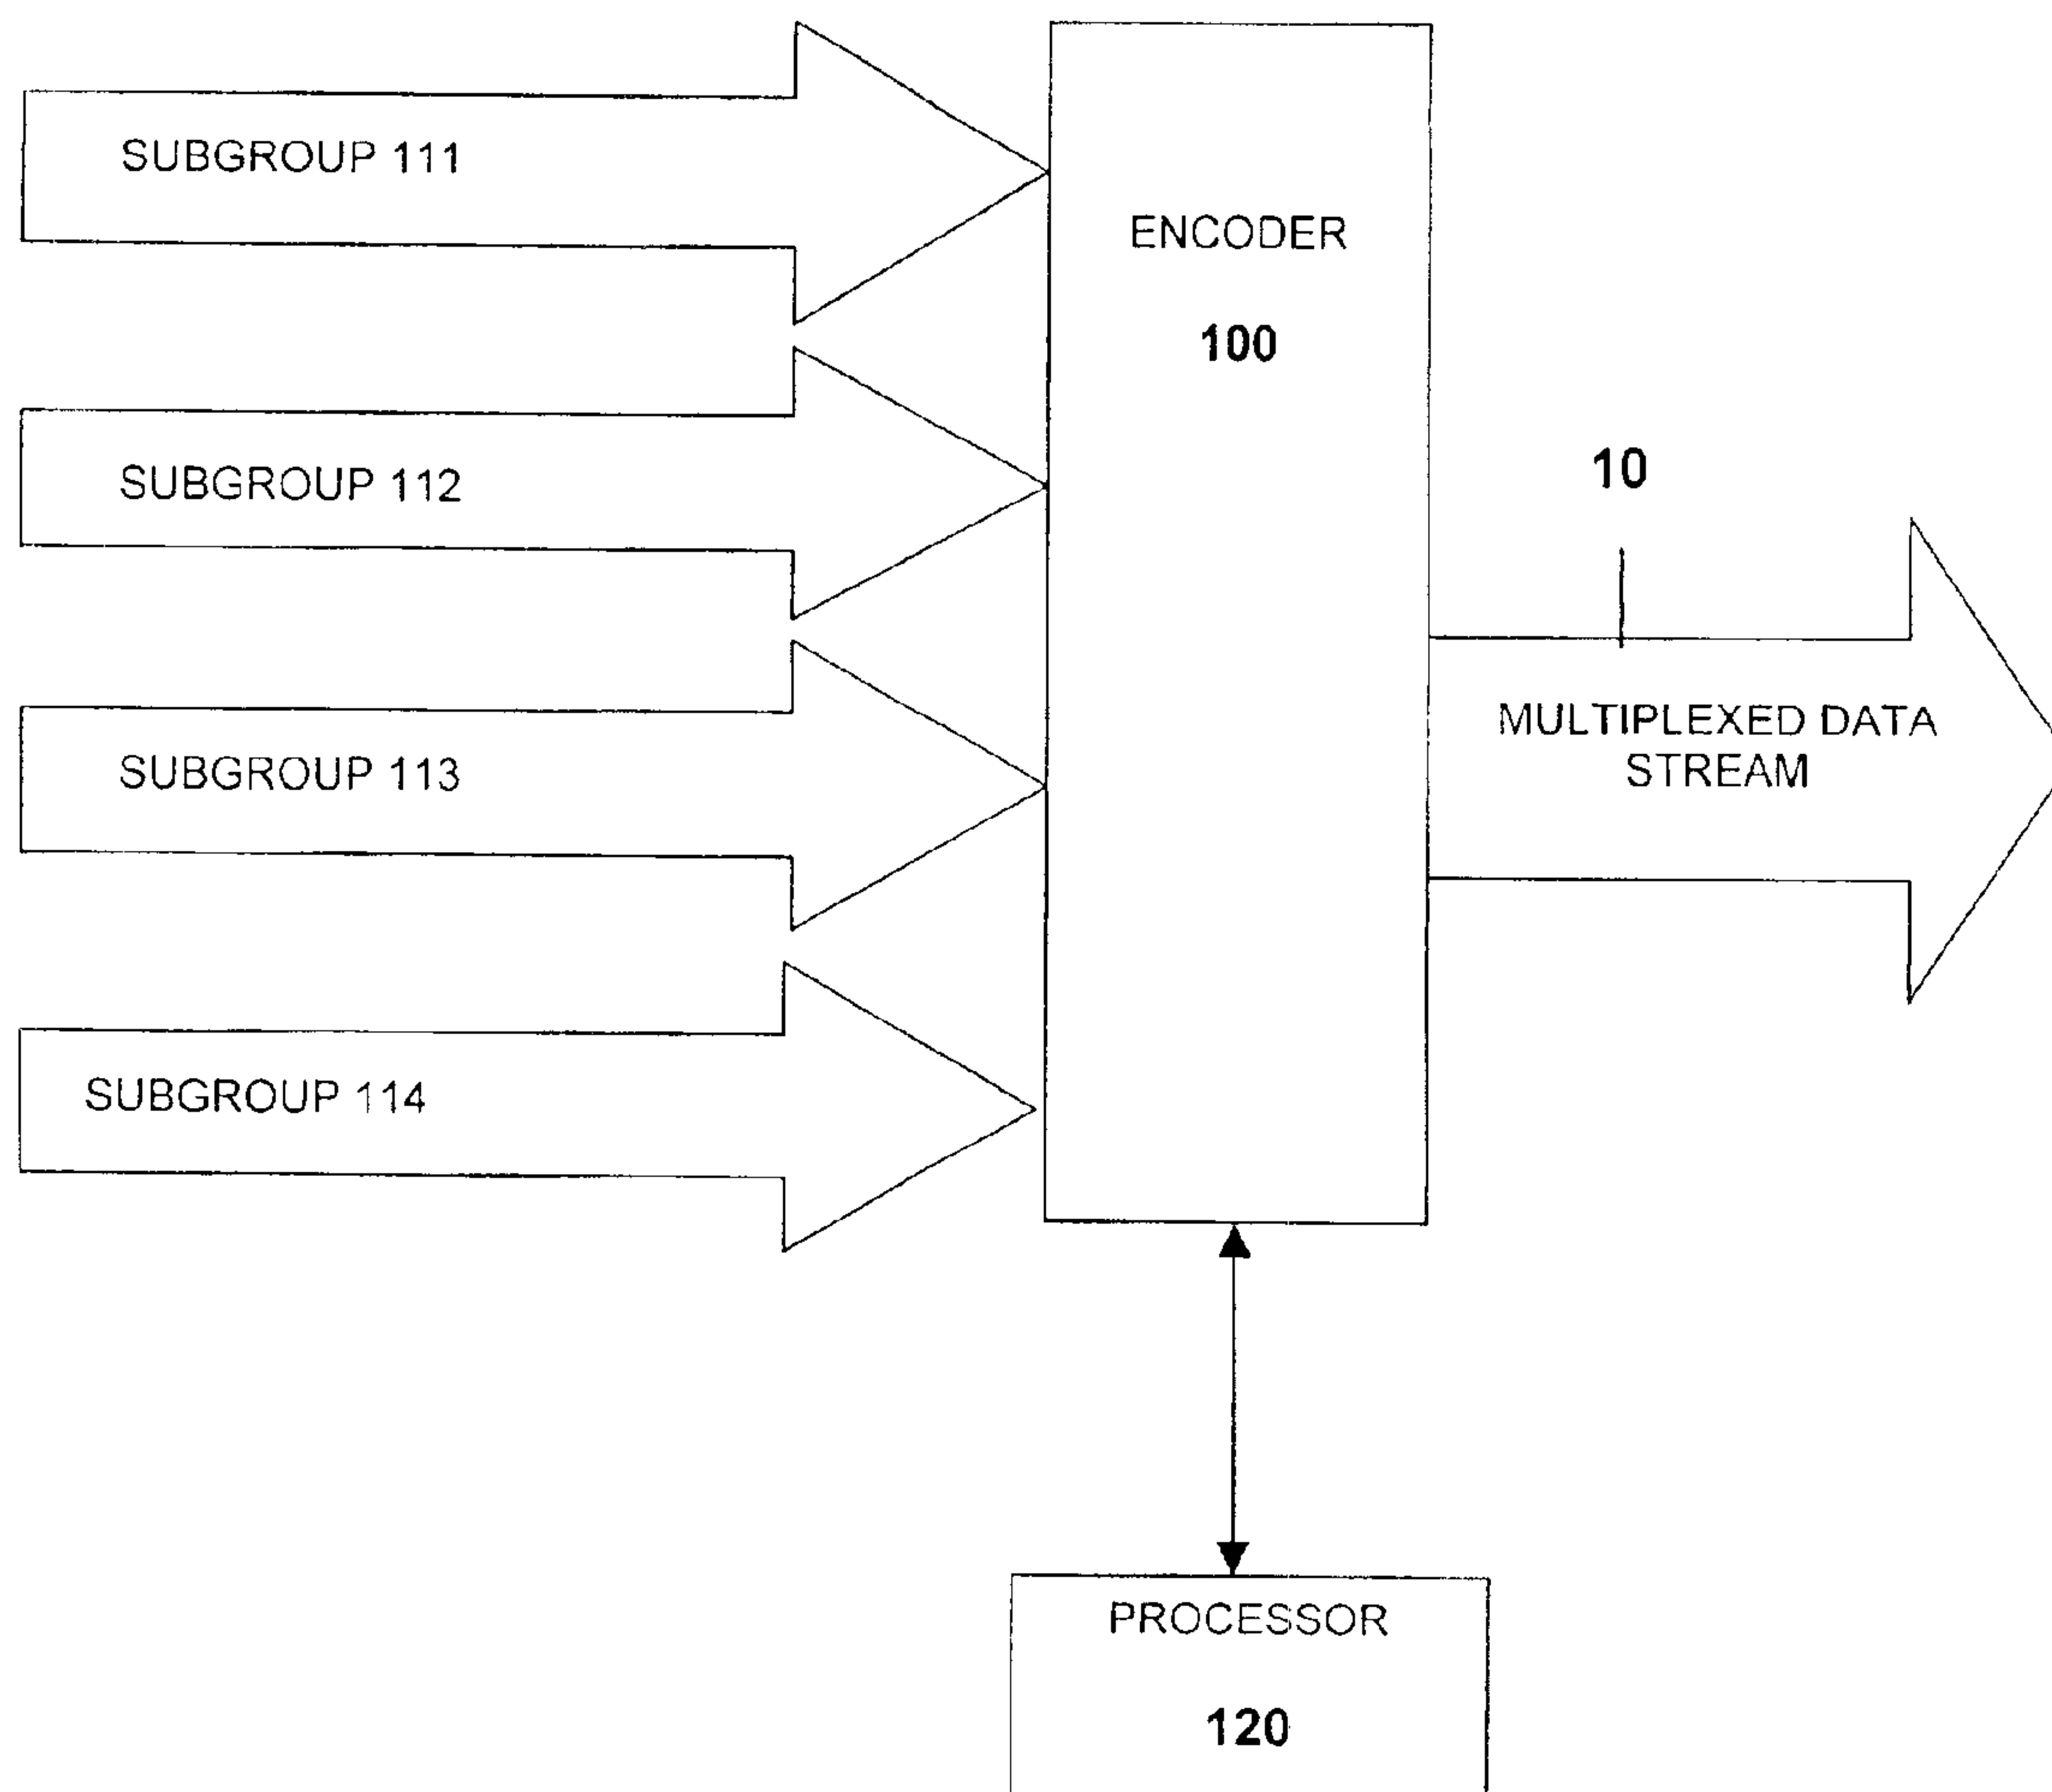 SUBGROUP 111
ENCODER
100
SUBGROUP 112
10
MULTIPLEXED DATA
STREAM
SUBGROUP 113
SUBGROUP 114
PROCESSOR
120